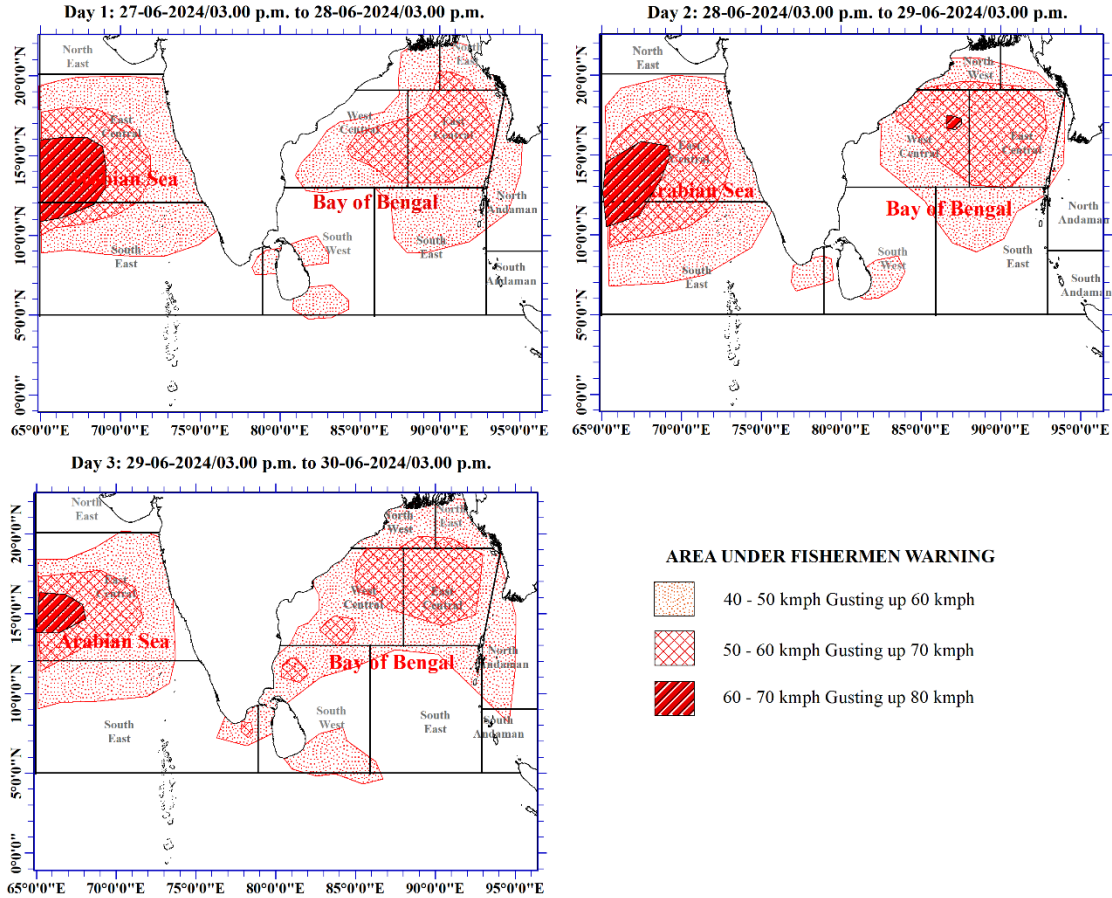 Day 1: 27-06-2024/03.00 p.m. to 28-06-2024/03.00 p.m.
North
East
East
20°0'0"N
East
Central
West
Central
East
Central
15°0'0"N
Arabian Sea
Bay of Bengal
North
Andaman
10°0'0"N
South
East
South
West
South
East
South
Andaman
5°0'0"N
0°0'0"
65°0'0"E 70°0'0"E 75°0'0"E 80°0'0"E 85°0'0"E 90°0'0"E 95°0'0"E
Day 2: 28-06-2024/03.00 p.m. to 29-06-2024/03.00 p.m.
North
East
North
West
20°0'0"N
East
Central
West
Central
East
Central
15°0'0"N
Arabian Sea
Bay of Bengal
North
Andaman
10°0'0"N
South
East
South
West
South
East
South
Andaman
5°0'0"N
0°0'0"
65°0'0"E 70°0'0"E 75°0'0"E 80°0'0"E 85°0'0"E 90°0'0"E 95°0'0"E
Day 3: 29-06-2024/03.00 p.m. to 30-06-2024/03.00 p.m.
North
East
North
West
North
East
20°0'0"N
East
Central
West
Central
East
Central
15°0'0"N
Arabian Sea
Bay of Bengal
North
Andaman
10°0'0"N
South
East
South
West
South
East
South
Andaman
5°0'0"N
0°0'0"
65°0'0"E 70°0'0"E 75°0'0"E 80°0'0"E 85°0'0"E 90°0'0"E 95°0'0"E
AREA UNDER FISHERMEN WARNING
40 - 50 kmph Gusting up 60 kmph
50 - 60 kmph Gusting up 70 kmph
60 - 70 kmph Gusting up 80 kmph